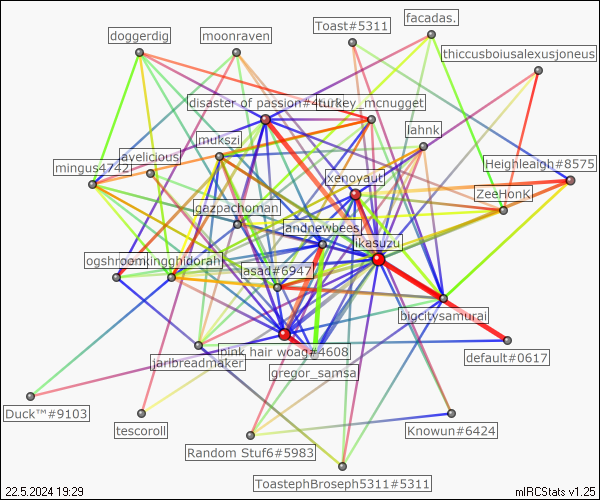 Toast#5311
facadas.
doggerdig
moonraven
thiccusboiusalexusjoneus
disaster of passion#4
turkey_mcnugget
lahnk
mukszi
avelicious
mingus4742
Heighleagh#8575
xenoyaut
ZeeHonk
gazpachoman
andnewbees
ikasuzu
ogshroom
kingghidorah
asad#6947
bigcitysamurai
pink hair woag#4608
default#0617
jarlbreadmaker
gregor_samsa
Duck™#9103
tescoroll
Knowun#6424
Random Stuf6#5983
ToastephBroseph5311#5311
22.5.2024 19:29
mIRCStats v1.25